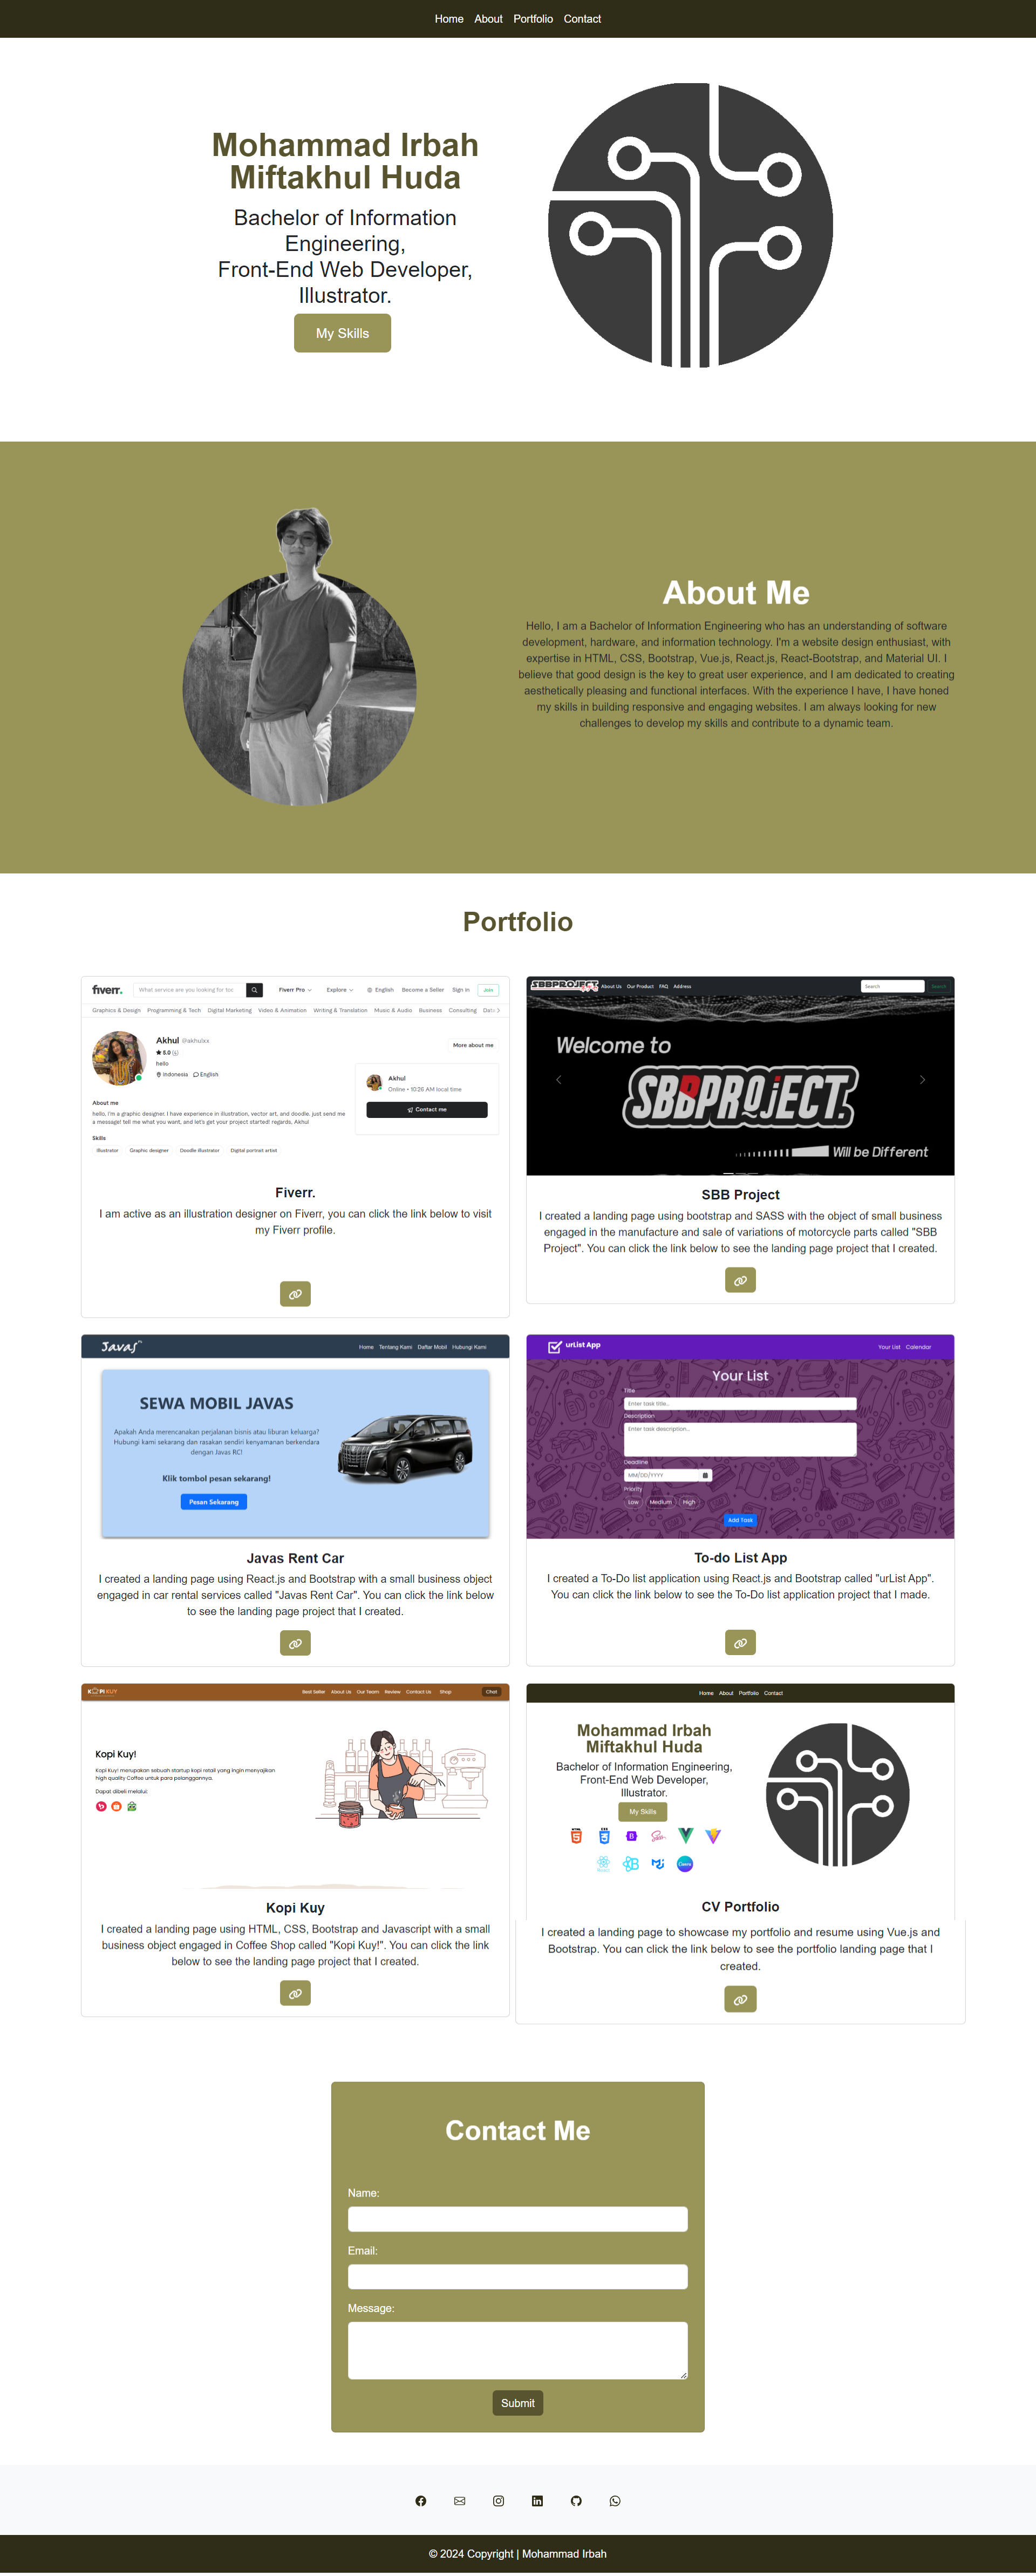 Home About Portfolio Contact
Mohammad Irbah
Miftakhul Huda
Bachelor of Information
Engineering,
Front-End Web Developer,
Illustrator.
My Skills
About Me
Hello, I am a Bachelor of Information Engineering who has an understanding of software
development, hardware, and information technology. I'm a website design enthusiast, with
expertise in HTML, CSS, Bootstrap, Vue.js, React.js, React-Bootstrap, and Material UI. I
believe that good design is the key to great user experience, and I am dedicated to creating
aesthetically pleasing and functional interfaces. With the experience I have, I have honed
my skills in building responsive and engaging websites. I am always looking for new
challenges to develop my skills and contribute to a dynamic team.
Portfolio
fiverr. What service are you looking for toc Fiverr Pro Explore English Become a Seller Sign in Join
Graphics & Design Programming & Tech Digital Marketing Video & Animation Writing & Translation Music & Audio Business Consulting Data
Akhul @akhulxx
5.0
hello
Indonesia English
More about me
Akhul
Online • 10:26 AM local time
Contact me
About me
hello, i'm a graphic designer. I have experience in illustration, vector art, and doodle, just send me
a message! tell me what you want, and let's get your project started! regards, Akhul
Skills
Illustrator Graphic designer Doodle illustrator Digital portrait artist
Fiverr.
I am active as an illustration designer on Fiverr, you can click the link below to visit
my Fiverr profile.
SBBPROJECT About Us Our Product FAQ Address Search Search
Welcome to
SBBPROJECT.
Will be Different
SBB Project
I created a landing page using bootstrap and SASS with the object of small business
engaged in the manufacture and sale of variations of motorcycle parts called "SBB
Project". You can click the link below to see the landing page project that I created.
Javas Home Tentang Kami Daftar Mobil Hubungi Kami
SEWA MOBIL JAVAS
Apakah Anda merencanakan perjalanan bisnis atau liburan keluarga?
Hubungi kami sekarang dan rasakan sendiri kenyamanan berkendara
dengan Javas RC!
Klik tombol pesan sekarang!
Pesan Sekarang
Javas Rent Car
I created a landing page using React.js and Bootstrap with a small business object
engaged in car rental services called "Javas Rent Car". You can click the link below
to see the landing page project that I created.
urList App Your List Calendar
Your List
Title
Enter task title...
Description
Enter task description...
Deadline
MM/DD/YYYY
Priority
Low Medium High
Add Task
To-do List App
I created a To-Do list application using React.js and Bootstrap called "urList App".
You can click the link below to see the To-Do list application project that I made.
KOPI KUY Best Seller About Us Our Team Review Contact Us Shop Chat
Kopi Kuy!
Kopi Kuy! merupakan sebuah startup kopi retail yang ingin menyajikan
high quality Coffee untuk para pelanggannya.
Dapat dibeli melalui:
Kopi Kuy
I created a landing page using HTML, CSS, Bootstrap and Javascript with a small
business object engaged in Coffee Shop called "Kopi Kuy!". You can click the link
below to see the landing page project that I created.
Home About Portfolio Contact
Mohammad Irbah
Miftakhul Huda
Bachelor of Information Engineering,
Front-End Web Developer,
Illustrator.
My Skills
CV Portfolio
I created a landing page to showcase my portfolio and resume using Vue.js and
Bootstrap. You can click the link below to see the portfolio landing page that I
created.
Contact Me
Name:
Email:
Message:
Submit
© 2024 Copyright | Mohammad Irbah